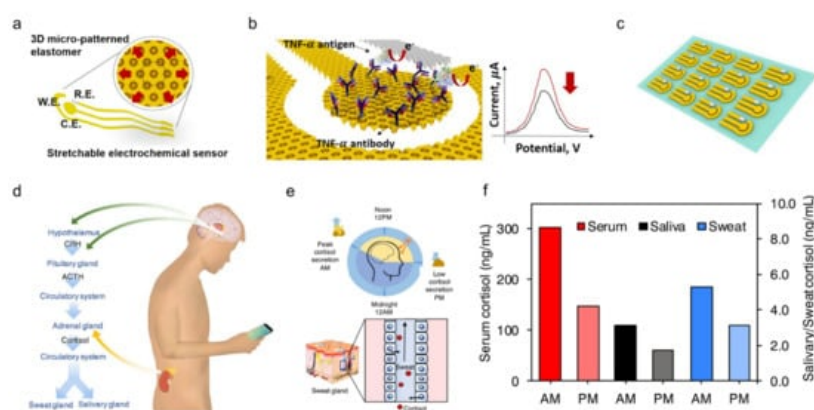 a
3D micro-patterned
elastomer
W.E.
R.E.
C.E.
Stretchable electrochemical sensor
b
TNF-α antigen
e-
e-
TNF-α antibody
Current, μA
Potential, V
c
d
Hypothalamus
CRH
Pituitary gland
ACTH
Circulatory system
Adrenal gland
Cortisol
Circulatory system
Sweat gland
Salivary gland
e
Noon
12PM
Peak
cortisol
secretion
AM
Low
cortisol
secretion
PM
Midnight
12AM
Sweat
Sweat gland
Cortisol
f
Serum
Saliva
Sweat
Serum cortisol (ng/mL)
300
200
100
0
Salivary/Sweat cortisol (ng/mL)
10.0
8.0
6.0
4.0
2.0
0.0
AM PM AM PM AM PM